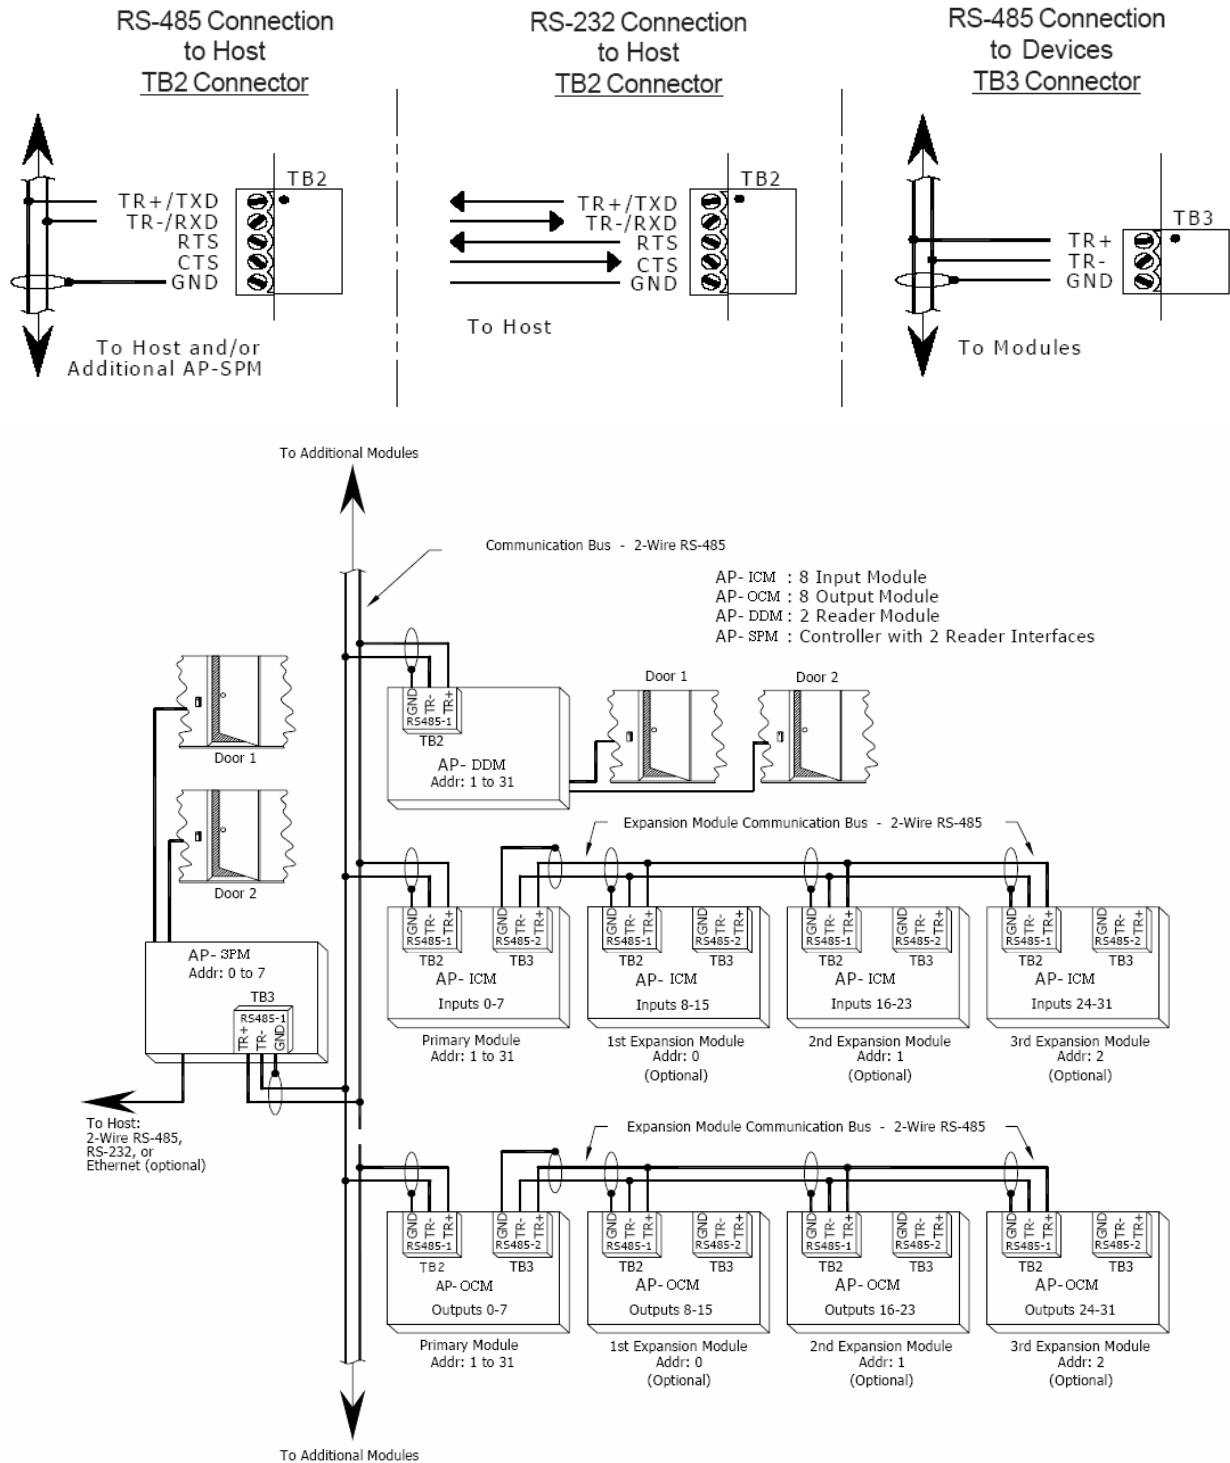 RS-485 Connection
to Host
TB2 Connector
RS-232 Connection
to Host
TB2 Connector
RS-485 Connection
to Devices
TB3 Connector
TB2
TR+/TXD
TR-/RXD
RTS
CTS
GND
To Host and/or
Additional AP-SPM
TB2
TR+/TXD
TR-/RXD
RTS
CTS
GND
To Host
TB3
TR+
TR-
GND
To Modules
To Additional Modules
Communication Bus - 2-Wire RS-485
AP- ICM : 8 Input Module
AP- OCM : 8 Output Module
AP- DDM : 2 Reader Module
AP- SPM : Controller with 2 Reader Interfaces
Door 1
Door 2
GND
TR-
TR+
RS485-1
TB2
AP- DDM
Addr: 1 to 31
Door 1
Door 2
Expansion Module Communication Bus - 2-Wire RS-485
AP- SPM
Addr: 0 to 7
TB3
RS485-1
TR+
TR-
GND
To Host:
2-Wire RS-485,
RS-232, or
Ethernet (optional)
GND
TR-
TR+
RS485-1
TB2
GND
TR-
TR+
RS485-2
TB3
AP- ICM
Inputs 0-7
Primary Module
Addr: 1 to 31
GND
TR-
TR+
RS485-1
TB2
GND
TR-
TR+
RS485-2
TB3
AP- ICM
Inputs 8-15
1st Expansion Module
Addr: 0
(Optional)
GND
TR-
TR+
RS485-1
TB2
GND
TR-
TR+
RS485-2
TB3
AP- ICM
Inputs 16-23
2nd Expansion Module
Addr: 1
(Optional)
GND
TR-
TR+
RS485-1
TB2
GND
TR-
TR+
RS485-2
TB3
AP- ICM
Inputs 24-31
3rd Expansion Module
Addr: 2
(Optional)
Expansion Module Communication Bus - 2-Wire RS-485
GND
TR-
TR+
RS485-1
TB2
GND
TR-
TR+
RS485-2
TB3
AP-OCM
Outputs 0-7
Primary Module
Addr: 1 to 31
GND
TR-
TR+
RS485-1
TB2
GND
TR-
TR+
RS485-2
TB3
AP-OCM
Outputs 8-15
1st Expansion Module
Addr: 0
(Optional)
GND
TR-
TR+
RS485-1
TB2
GND
TR-
TR+
RS485-2
TB3
AP-OCM
Outputs 16-23
2nd Expansion Module
Addr: 1
(Optional)
GND
TR-
TR+
RS485-1
TB2
GND
TR-
TR+
RS485-2
TB3
AP-OCM
Outputs 24-31
3rd Expansion Module
Addr: 2
(Optional)
To Additional Modules